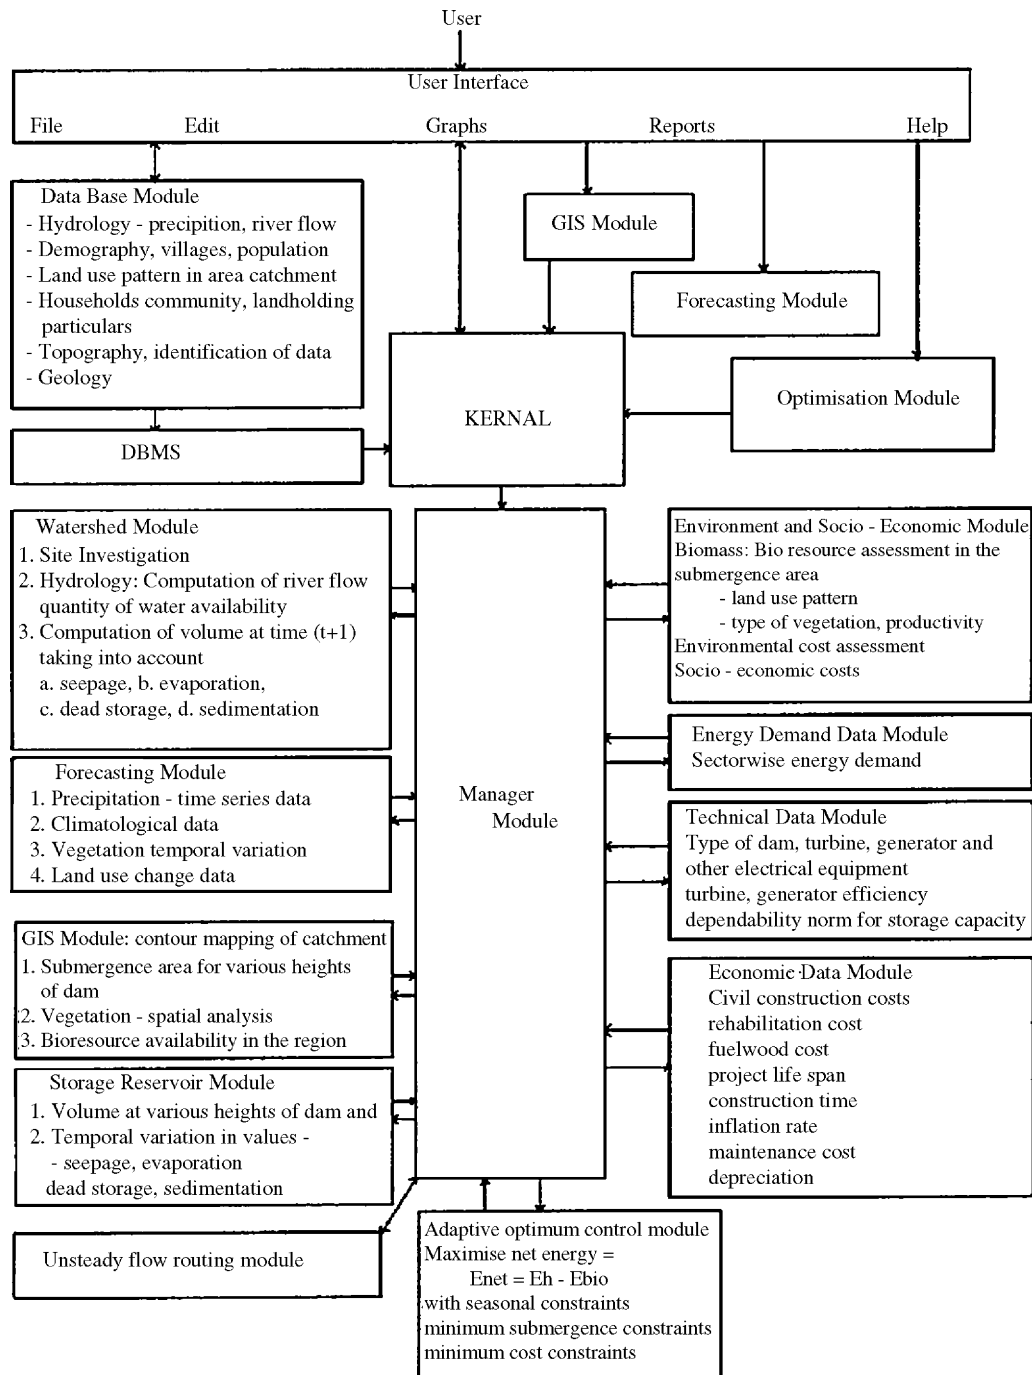 User
User Interface
File Edit Graphs Reports Help
Data Base Module
- Hydrology - precipition, river flow
- Demography, villages, population
- Land use pattern in area catchment
- Households community, landholding
particulars
- Topography, identification of data
- Geology
GIS Module
Forecasting Module
Optimisation Module
KERNAL
DBMS
Watershed Module
1. Site Investigation
2. Hydrology: Computation of river flow
quantity of water availability
3. Computation of volume at time (t+1)
taking into account
a. seepage, b. evaporation,
c. dead storage, d. sedimentation
Forecasting Module
1. Precipitation - time series data
2. Climatological data
3. Vegetation temporal variation
4. Land use change data
GIS Module: contour mapping of catchment
1. Submergence area for various heights
of dam
2. Vegetation - spatial analysis
3. Bioresource availability in the region
Storage Reservoir Module
1. Volume at various heights of dam and
2. Temporal variation in values -
- seepage, evaporation
dead storage, sedimentation
Unsteady flow routing module
Manager
Module
Environment and Socio - Economic Module
Biomass: Bio resource assessment in the
submergence area
- land use pattern
- type of vegetation, productivity
Environmental cost assessment
Socio - economic costs
Energy Demand Data Module
Sectorwise energy demand
Technical Data Module
Type of dam, turbine, generator and
other electrical equipment
turbine, generator efficiency
dependability norm for storage capacity
Economic Data Module
Civil construction costs
rehabilitation cost
fuelwood cost
project life span
construction time
inflation rate
maintenance cost
depreciation
Adaptive optimum control module
Maximise net energy =
Enet = Eh - Ebio
with seasonal constraints
minimum submergence constraints
minimum cost constraints